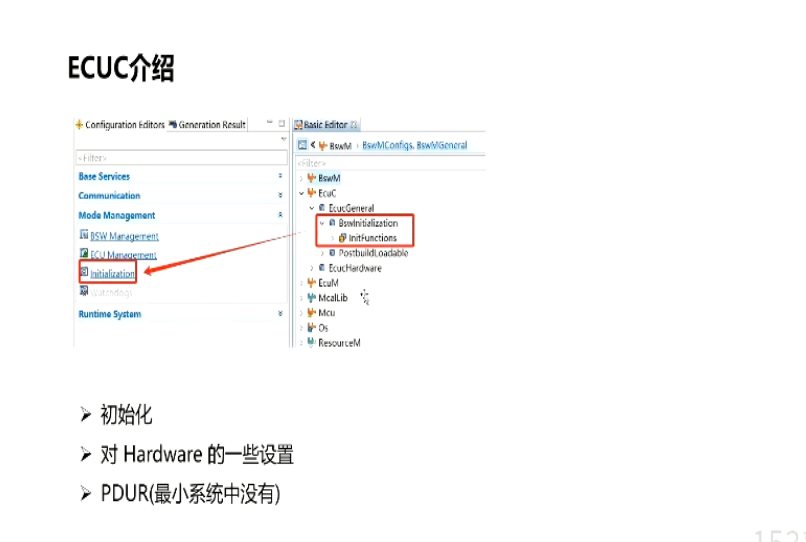 ECUC介绍
Configuration Editors Generation Result
<Filter>
Base Services
Communication
Mode Management
BSW Management
ECU Management
Initialization
Watchdogs
Runtime System
Basic Editor
BswM BswMConfigs, BswMGeneral
<Filter>
BswM
EcuC
EcucGeneral
BswInitialization
InitFunctions
PostbuildLoadable
EcucHardware
EcuM
McalLib
Mcu
Os
ResourceM
➢ 初始化
➢ 对 Hardware 的一些设置
➢ PDUR(最小系统中没有)